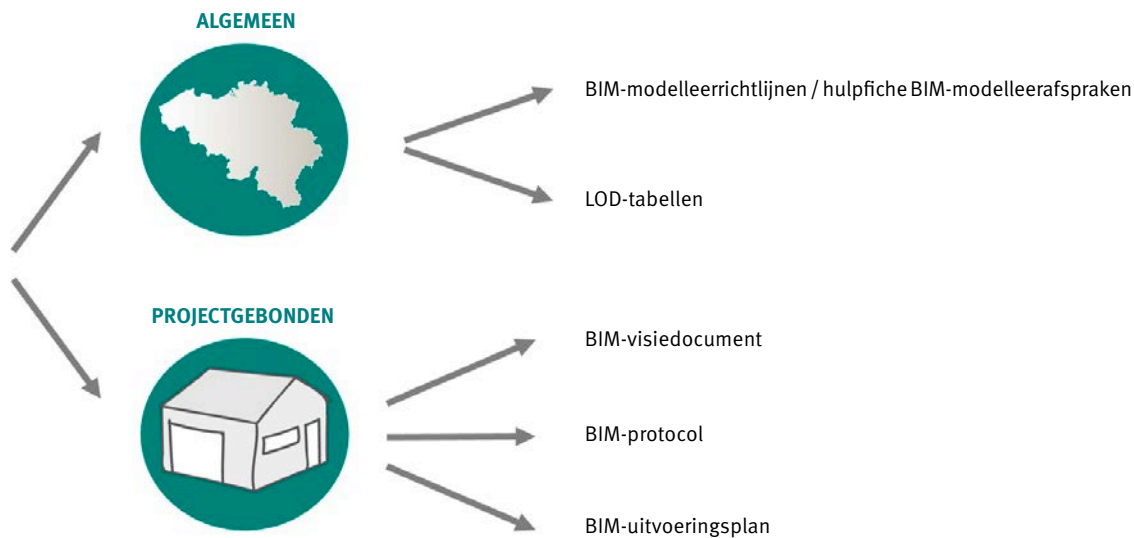 ALGEMEEN
BIM-modelleerrichtlijnen / hulpfiche BIM-modelleerafspraken
LOD-tabellen
PROJECTGEBONDEN
BIM-visiedocument
BIM-protocol
BIM-uitvoeringsplan